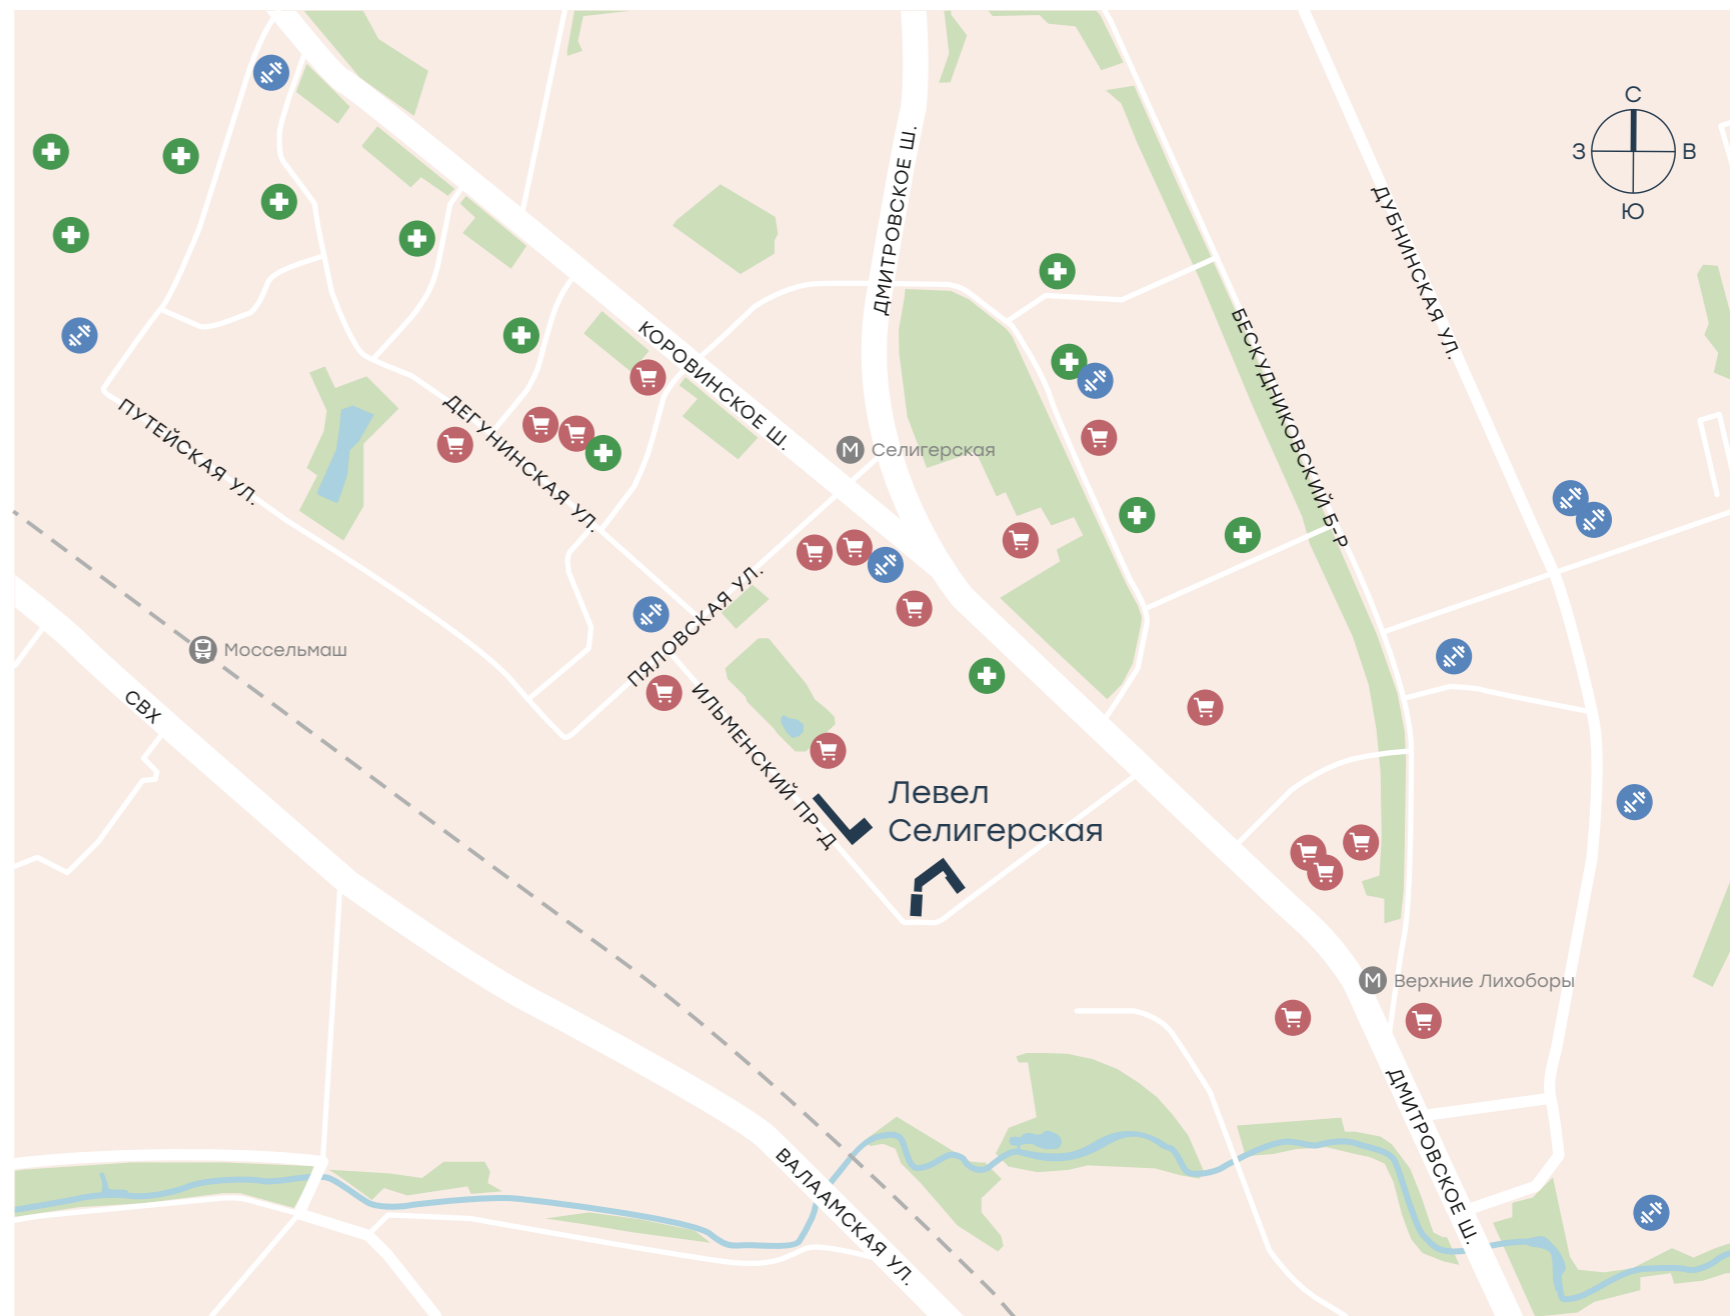 С
З
В
Ю
ДМИТРОВСКОЕ Ш.
ДУБНИНСКАЯ УЛ.
БЕСКУДНИКОВСКИЙ Б-Р
КОРОВИНСКОЕ Ш.
ПУТЕЙСКАЯ УЛ.
ДЕГУНИНСКАЯ УЛ.
М
Селигерская
ПЯЛОВСКАЯ УЛ.
Моссельмаш
СВХ
ИЛЬМЕНСКИЙ ПР-Д
Левел
Селигерская
М
Верхние Лихоборы
ДМИТРОВСКОЕ Ш.
ВАЛААМСКАЯ УЛ.